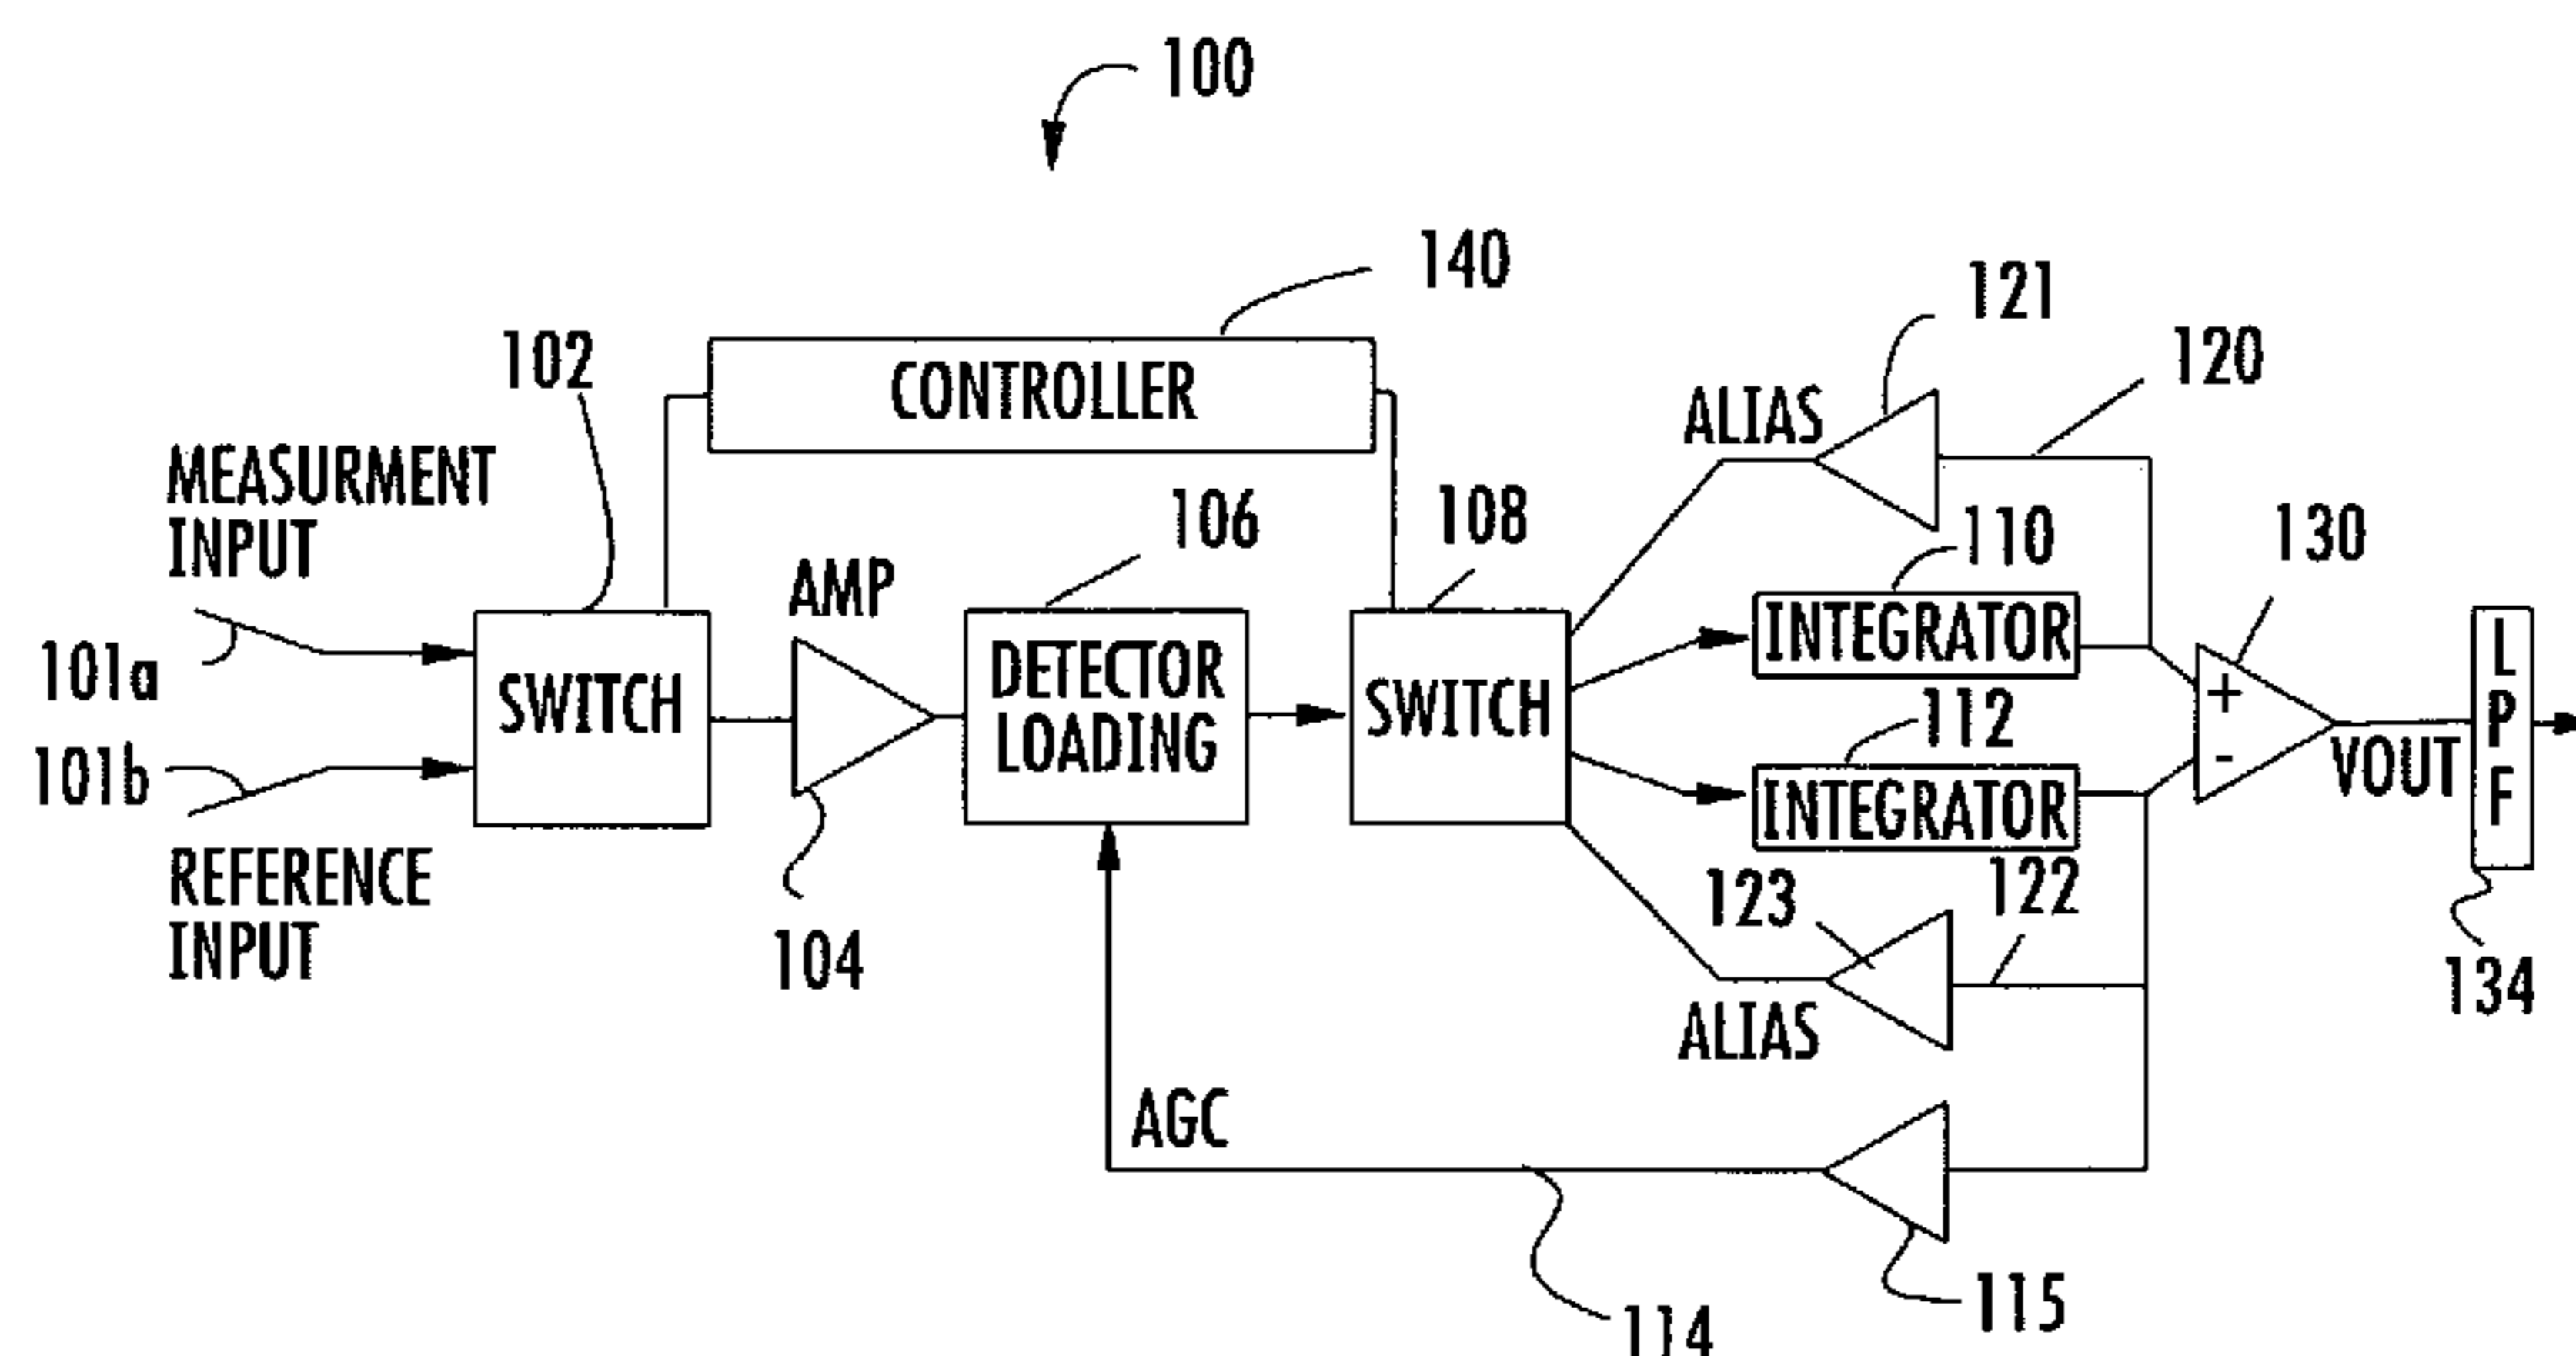 100
140
121
102
120
CONTROLLER
ALIAS
MEASURMENT
INPUT
106
108
110
130
AMP
101a
SWITCH
DETECTOR
LOADING
SWITCH
INTEGRATOR
+
L
P
F
112
101b
INTEGRATOR
-
VOUT
REFERENCE
INPUT
104
123
122
134
ALIAS
AGC
115
114